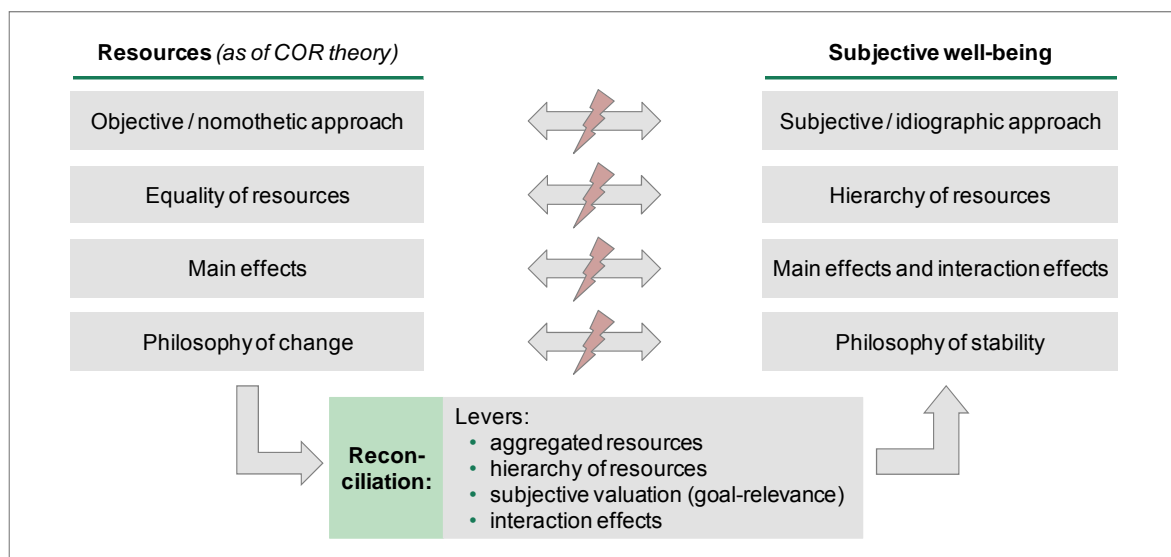 Resources (as of COR theory)
Subjective well-being
Objective / nomothetic approach
Subjective / idiographic approach
Equality of resources
Hierarchy of resources
Main effects
Main effects and interaction effects
Philosophy of change
Philosophy of stability
Recon-
ciliation:
Levers:
• aggregated resources
• hierarchy of resources
• subjective valuation (goal-relevance)
• interaction effects